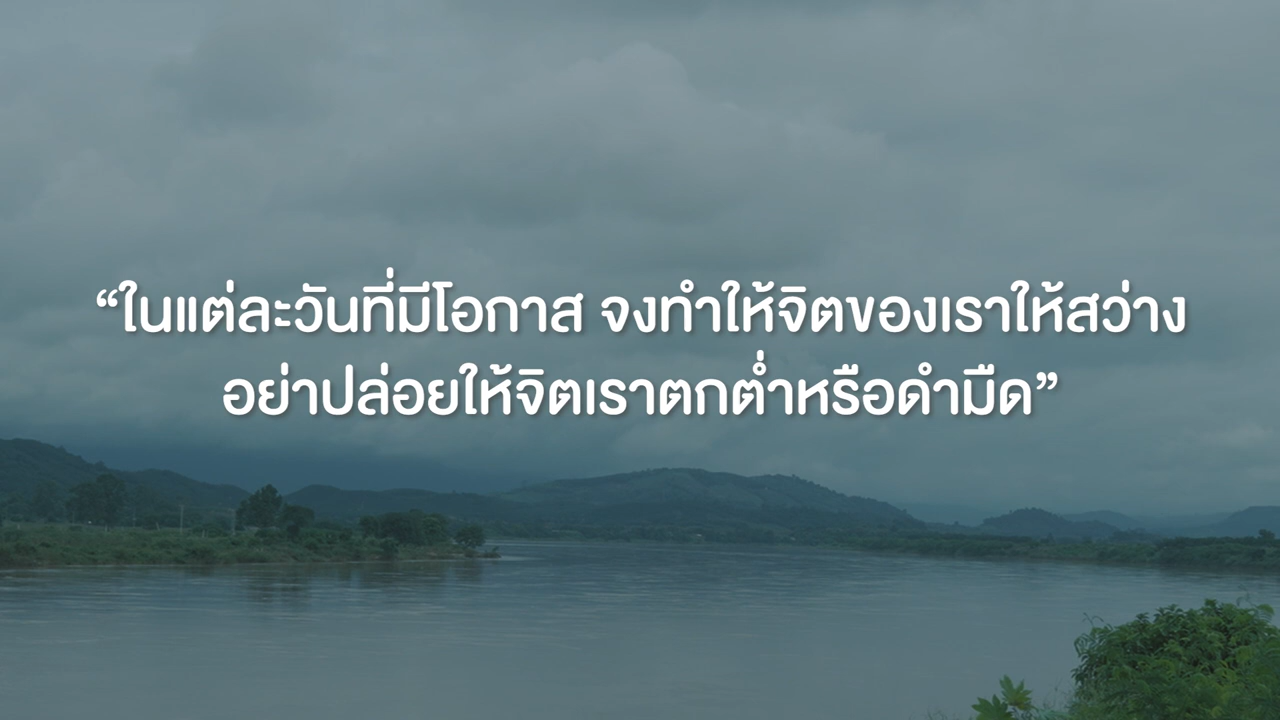 “ในแต่ละวันที่มีโอกาส จงทำให้จิตของเราให้สว่าง
อย่าปล่อยให้จิตเราตกต่ำหรือดำมืด”